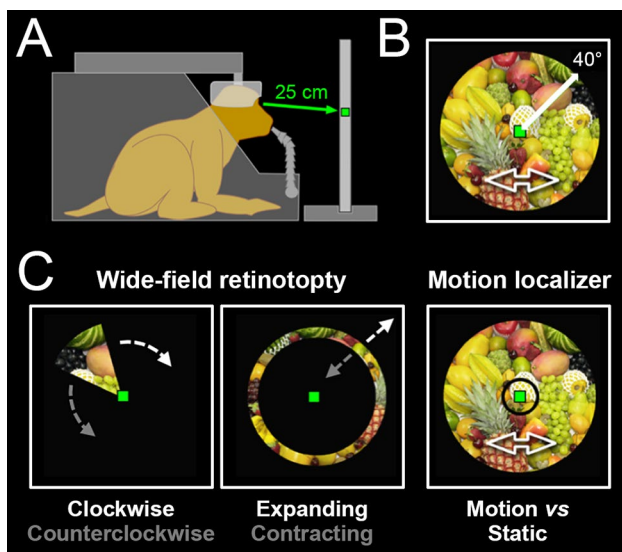 A
25 cm
B
40°
C
Wide-field retinotopty
Motion localizer
Clockwise
Counterclockwise
Expanding
Contracting
Motion vs
Static